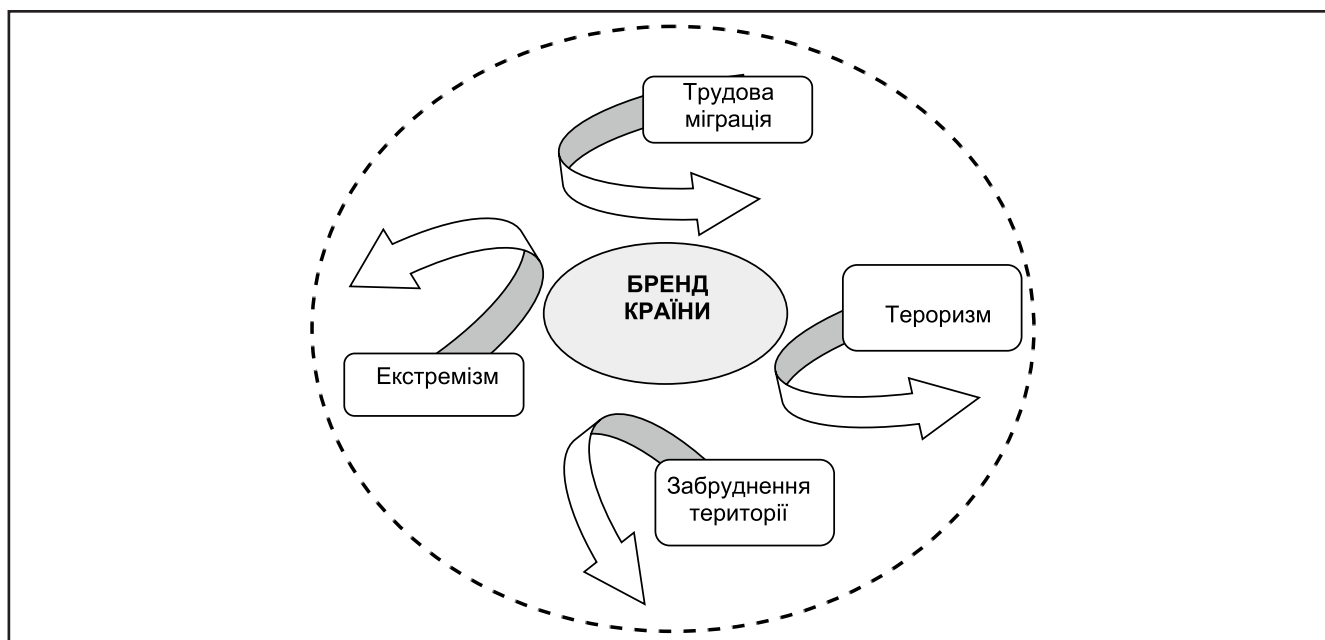 Трудова
міграція
БРЕНД
КРАЇНИ
Тероризм
Екстремізм
Забруднення
території